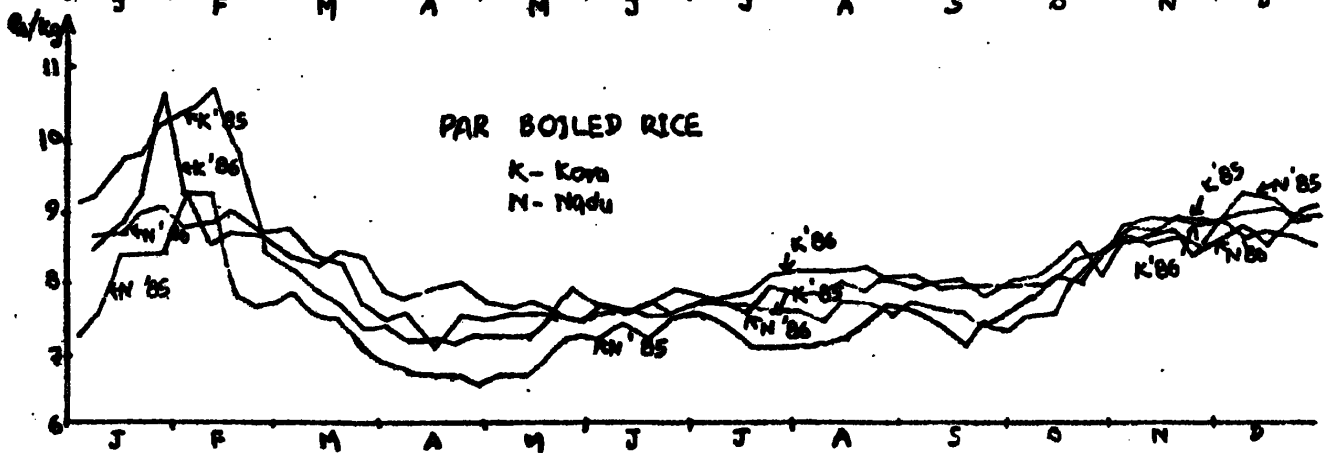 J F M A M J J A S O N D
Rs/kg
11
10
9
8
7
6
PAR BOILED RICE
K- Kora
N- Nadu
K'85
K'86
N'86
N'85
N'85
K'86
K'85
N'86
K'85
N'85
K'86
N'86
J F M A M J J A S O N D